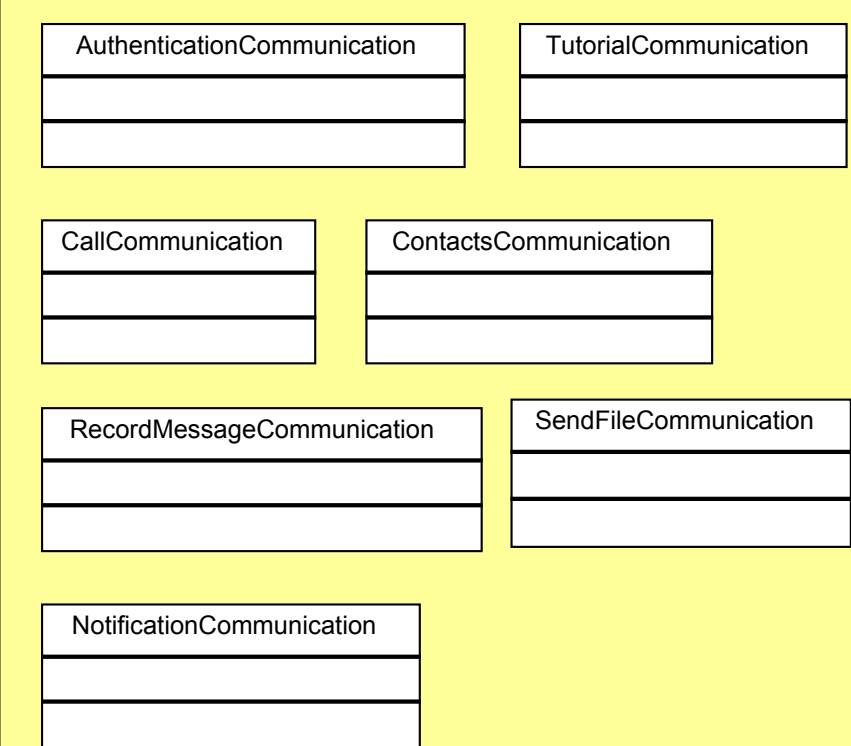 AuthenticationCommunication
TutorialCommunication
CallCommunication
ContactsCommunication
RecordMessageCommunication
SendFileCommunication
NotificationCommunication